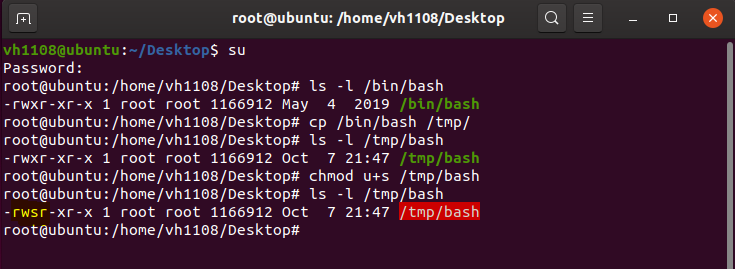 root@ubuntu: /home/vh1108/Desktop
vh1108@ubuntu:~/Desktop$ su
Password:
root@ubuntu:/home/vh1108/Desktop# ls -l /bin/bash
-rwxr-xr-x 1 root root 1166912 May  4  2019 /bin/bash
root@ubuntu:/home/vh1108/Desktop# cp /bin/bash /tmp/
root@ubuntu:/home/vh1108/Desktop# ls -l /tmp/bash
-rwxr-xr-x 1 root root 1166912 Oct  7 21:47 /tmp/bash
root@ubuntu:/home/vh1108/Desktop# chmod u+s /tmp/bash
root@ubuntu:/home/vh1108/Desktop# ls -l /tmp/bash
-rwsr-xr-x 1 root root 1166912 Oct  7 21:47 /tmp/bash
root@ubuntu:/home/vh1108/Desktop#